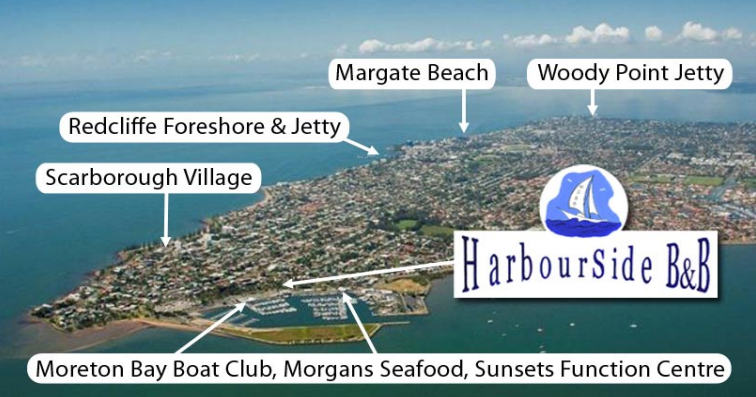 Margate Beach
Woody Point Jetty
Redcliffe Foreshore & Jetty
Scarborough Village
HarbourSide B&B
Moreton Bay Boat Club, Morgans Seafood, Sunsets Function Centre